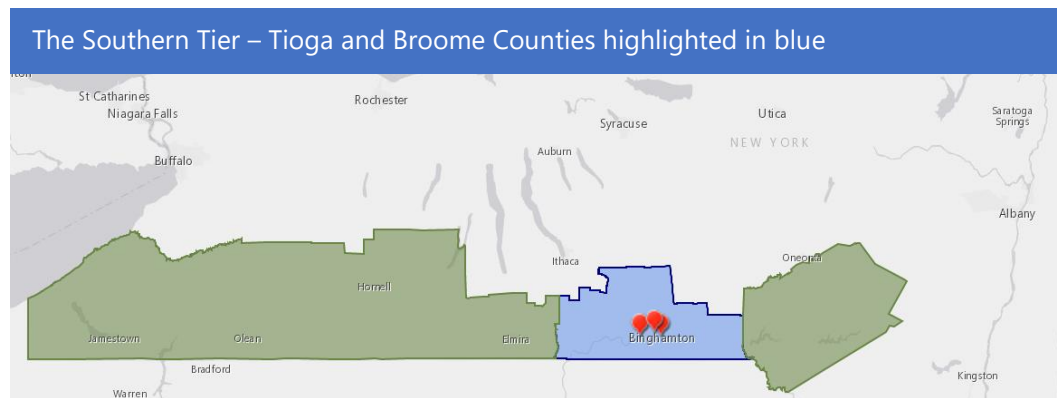 The Southern Tier – Tioga and Broome Counties highlighted in blue
St Catharines
Niagara Falls
Rochester
Syracuse
Utica
Saratoga
Springs
NEW YORK
Auburn
Buffalo
Albany
Ithaca
Oneonta
Hornell
Jamestown
Olean
Elmira
Binghamton
Bradford
Kingston
Warren